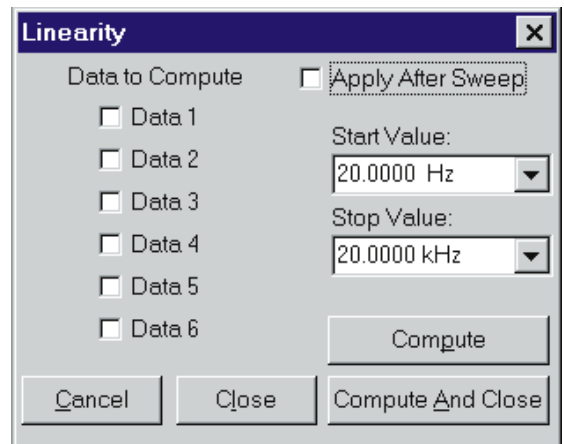 Linearity
Data to Compute
Apply After Sweep
Data 1
Data 2
Data 3
Data 4
Data 5
Data 6
Start Value:
20.0000 Hz
Stop Value:
20.0000 kHz
Compute
Cancel
Close
Compute And Close